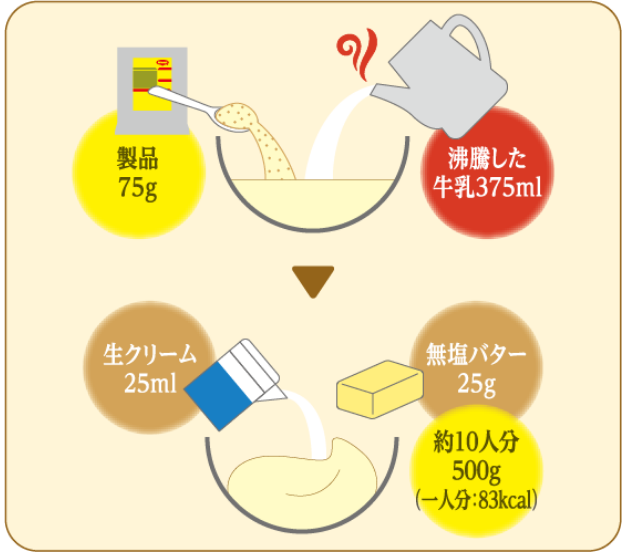 製品
75g
沸騰した
牛乳375ml
生クリーム
25ml
無塩バター
25g
約10人分
500g
(一人分:83kcal)